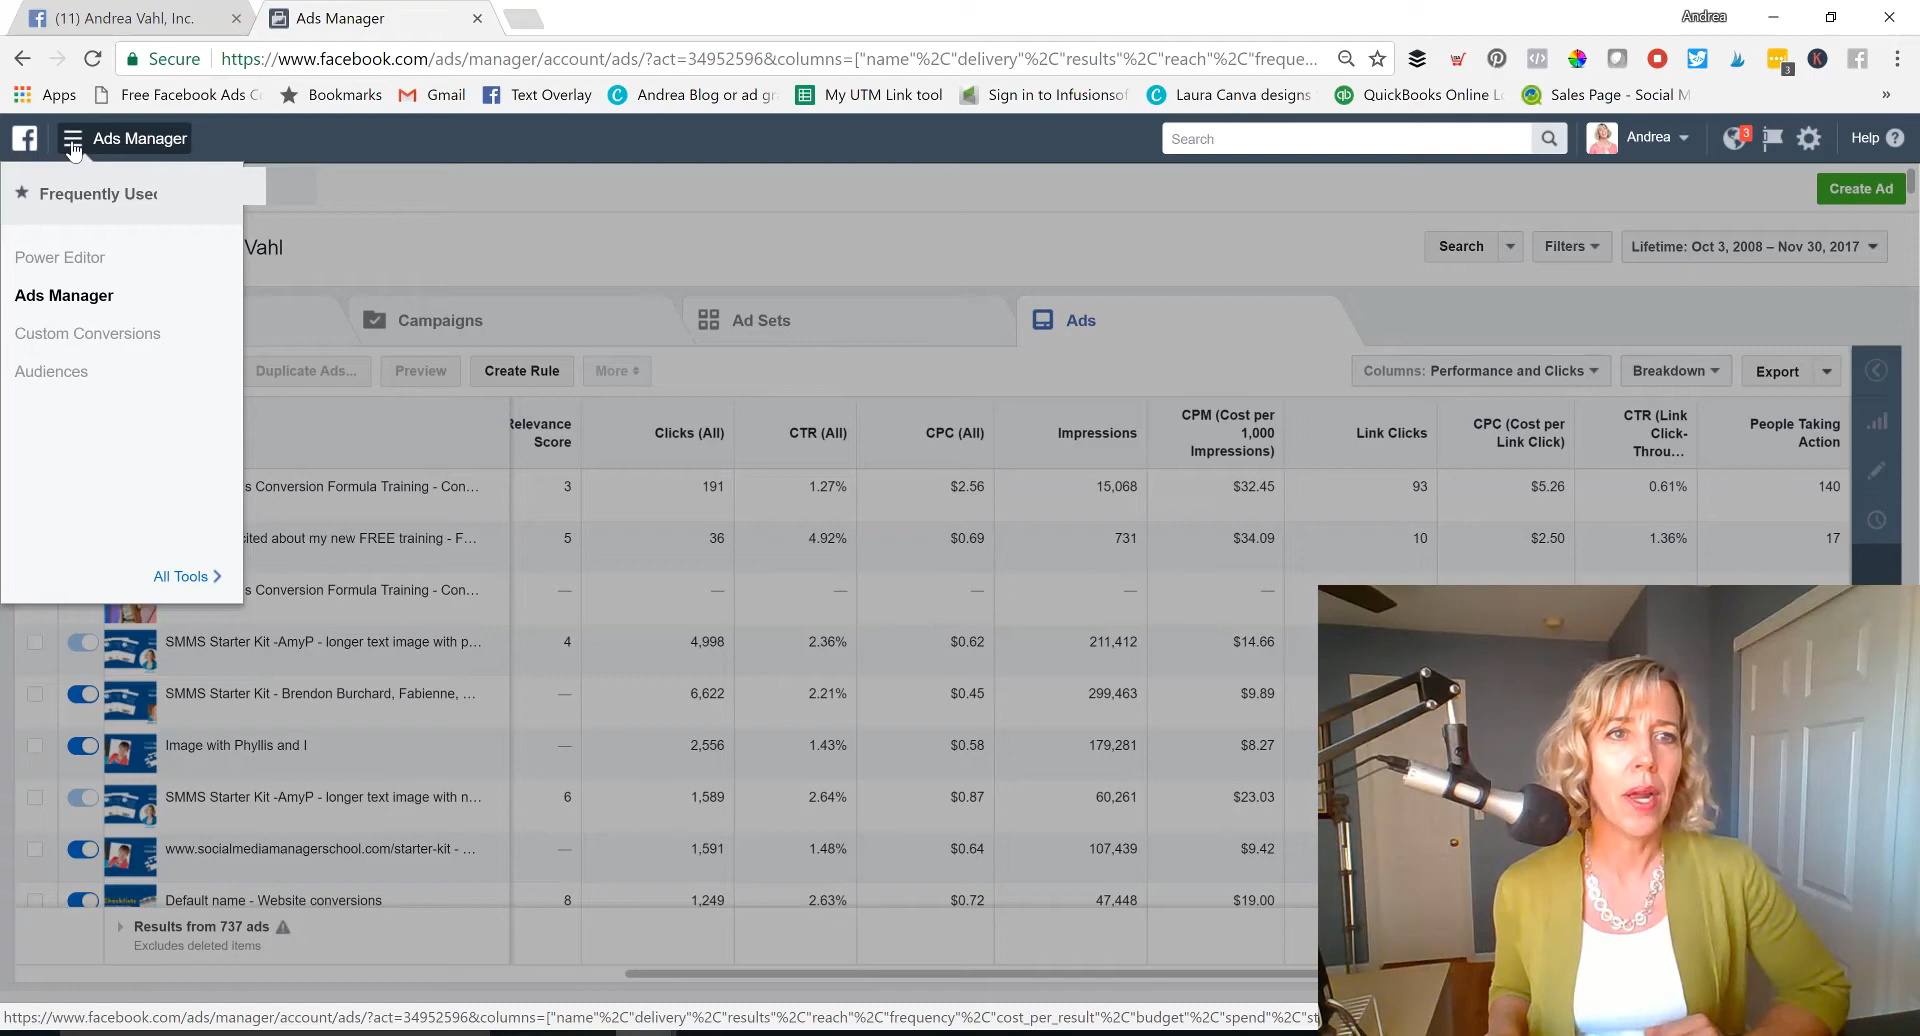 (11) Andrea Vahl, Inc.
Ads Manager
Andrea
Secure
https://www.facebook.com/ads/manager/account/ads/?act=34952596&columns=["name"%2C"delivery"%2C"results"%2C"reach"%2C"freque...
3
Apps
Free Facebook Ads C
Bookmarks
Gmail
Text Overlay
Andrea Blog or ad gr
My UTM Link tool
Sign in to Infusionsof
Laura Canva designs
QuickBooks Online Lo
Sales Page - Social M
Ads Manager
Search
Andrea
3
Help
Frequently Used
Create Ad
Power Editor
Ads Manager
Custom Conversions
Audiences
All Tools
Vahl
Search
Filters
Lifetime: Oct 3, 2008 – Nov 30, 2017
Campaigns
Ad Sets
Ads
Duplicate Ads...
Preview
Create Rule
More
Columns: Performance and Clicks
Breakdown
Export
Relevance Score
Clicks (All)
CTR (All)
CPC (All)
Impressions
CPM (Cost per 1,000 Impressions)
Link Clicks
CPC (Cost per Link Click)
CTR (Link Click-Throu...
People Taking Action
s Conversion Formula Training - Con... 3 191 1.27% $2.56 15,068 $32.45 93 $5.26 0.61% 140
cited about my new FREE training - F... 5 36 4.92% $0.69 731 $34.09 10 $2.50 1.36% 17
s Conversion Formula Training - Con... — — — — — —
SMMS Starter Kit -AmyP - longer text image with p... 4 4,998 2.36% $0.62 211,412 $14.66
SMMS Starter Kit - Brendon Burchard, Fabienne, ... — 6,622 2.21% $0.45 299,463 $9.89
Image with Phyllis and I — 2,556 1.43% $0.58 179,281 $8.27
SMMS Starter Kit -AmyP - longer text image with n... 6 1,589 2.64% $0.87 60,261 $23.03
www.socialmediamanagerschool.com/starter-kit - ... — 1,591 1.48% $0.64 107,439 $9.42
Default name - Website conversions 8 1,249 2.63% $0.72 47,448 $19.00
Results from 737 ads
Excludes deleted items
https://www.facebook.com/ads/manager/account/ads/?act=34952596&columns=["name"%2C"delivery"%2C"results"%2C"reach"%2C"frequency"%2C"cost_per_result"%2C"budget"%2C"spend"%2C"st